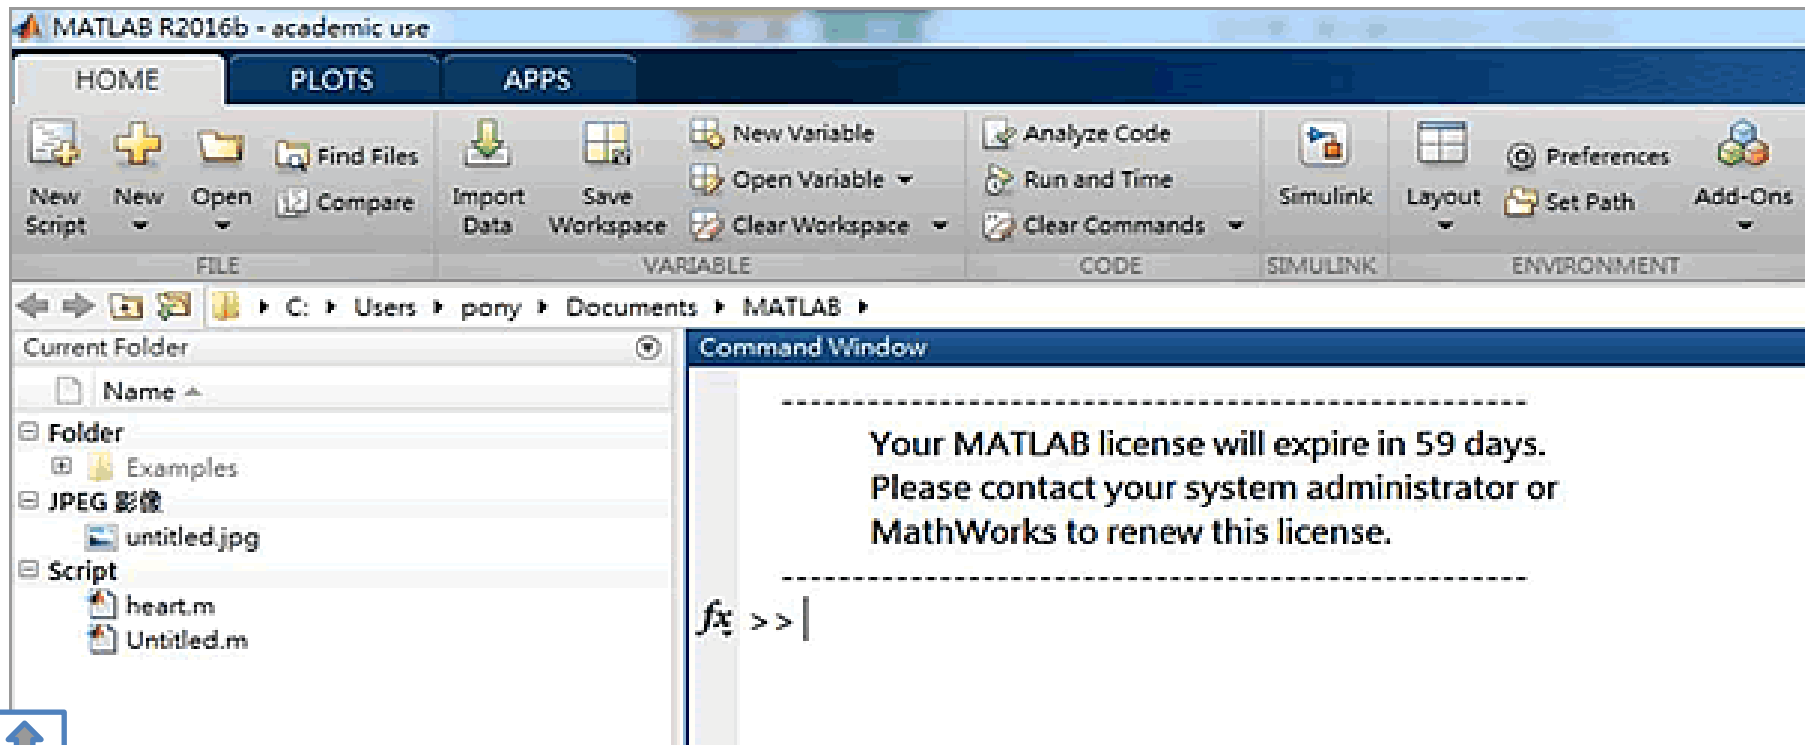 MATLAB R2016b - academic use
HOME PLOTS APPS
New Script
New
Open
Find Files
Compare
Import Data
Save Workspace
New Variable
Open Variable
Clear Workspace
Analyze Code
Run and Time
Clear Commands
Simulink
Layout
Preferences
Set Path
Add-Ons
FILE VARIABLE CODE SIMULINK ENVIRONMENT
C: Users pony Documents MATLAB
Current Folder
Name
Folder
Examples
JPEG 影像
untitled.jpg
Script
heart.m
Untitled.m
Command Window
----------------------------------------------------
Your MATLAB license will expire in 59 days.
Please contact your system administrator or
MathWorks to renew this license.
----------------------------------------------------
fx >>